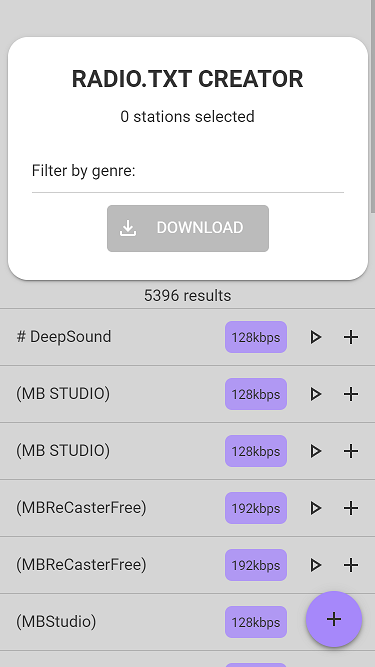 RADIO.TXT CREATOR
0 stations selected
Filter by genre:
DOWNLOAD
5396 results
# DeepSound 128kbps
(MB STUDIO) 128kbps
(MB STUDIO) 128kbps
(MBReCasterFree) 192kbps
(MBReCasterFree) 192kbps
(MBStudio) 128kbps